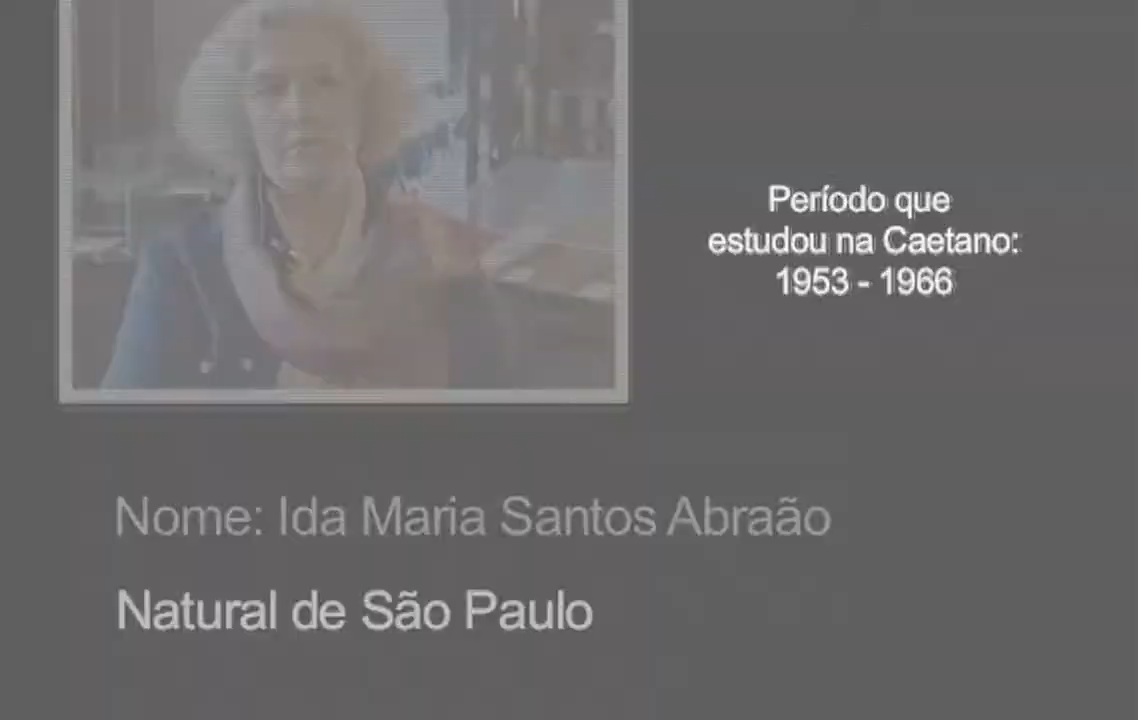 Período que
estudou na Caetano:
1953 - 1966
Nome: Ida Maria Santos Abraão
Natural de São Paulo